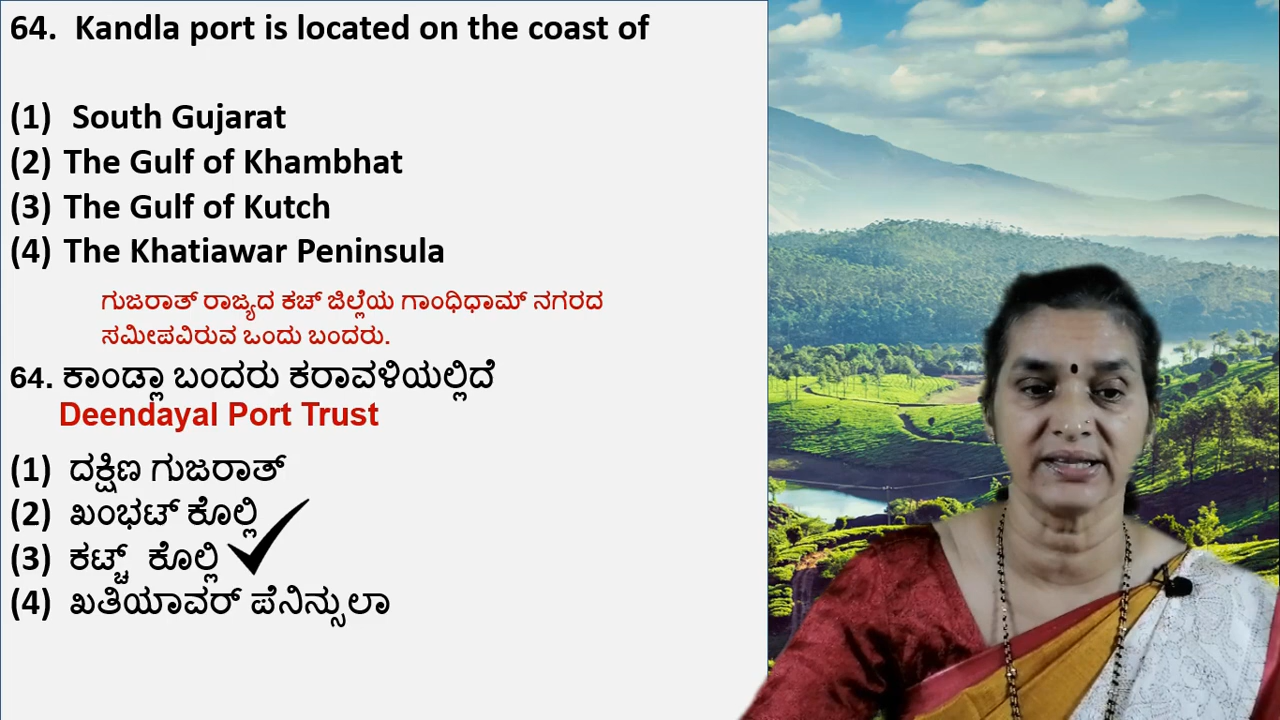 64. Kandla port is located on the coast of
(1) South Gujarat
(2) The Gulf of Khambhat
(3) The Gulf of Kutch
(4) The Khatiawar Peninsula
ಗುಜರಾತ್ ರಾಜ್ಯದ ಕಚ್ ಜಿಲ್ಲೆಯ ಗಾಂಧಿಧಾಮ್ ನಗರದ
ಸಮೀಪವಿರುವ ಒಂದು ಬಂದರು.
64. ಕಾಂಡ್ಲಾ ಬಂದರು ಕರಾವಳಿಯಲ್ಲಿದೆ
Deendayal Port Trust
(1) ದಕ್ಷಿಣ ಗುಜರಾತ್
(2) ಖಂಭಟ್ ಕೊಲ್ಲಿ
(3) ಕಟ್ಚ್ ಕೊಲ್ಲಿ
(4) ಖತಿಯಾವರ್ ಪೆನಿನ್ಸುಲಾ